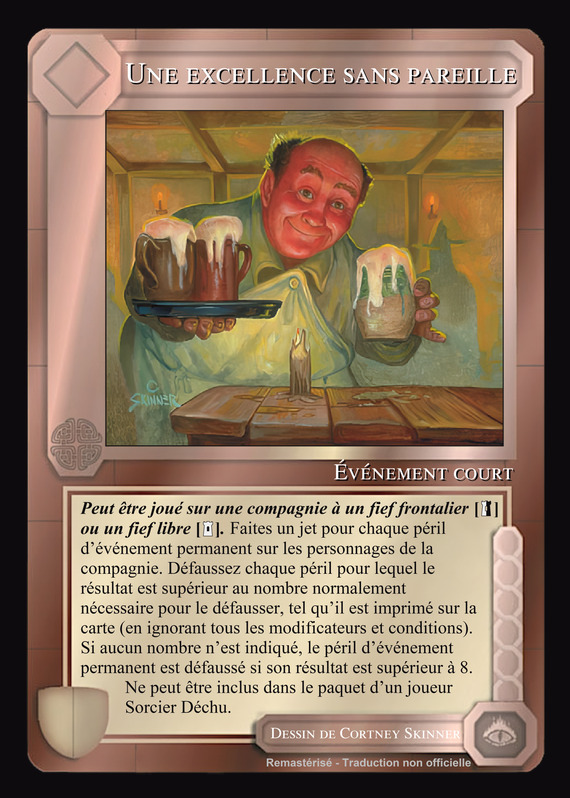 UNE EXCELLENCE SANS PAREILLE
© SKINNER
ÉVÉNEMENT COURT
Peut être joué sur une compagnie à un fief frontalier []
ou un fief libre []. Faites un jet pour chaque péril
d’événement permanent sur les personnages de la
compagnie. Défaussez chaque péril pour lequel le
résultat est supérieur au nombre normalement
nécessaire pour le défausser, tel qu’il est imprimé sur la
carte (en ignorant tous les modificateurs et conditions).
Si aucun nombre n’est indiqué, le péril d’événement
permanent est défaussé si son résultat est supérieur à 8.
Ne peut être inclus dans le paquet d’un joueur
Sorcier Déchu.
DESSIN DE CORTNEY SKINNER
Remastérisé - Traduction non officielle